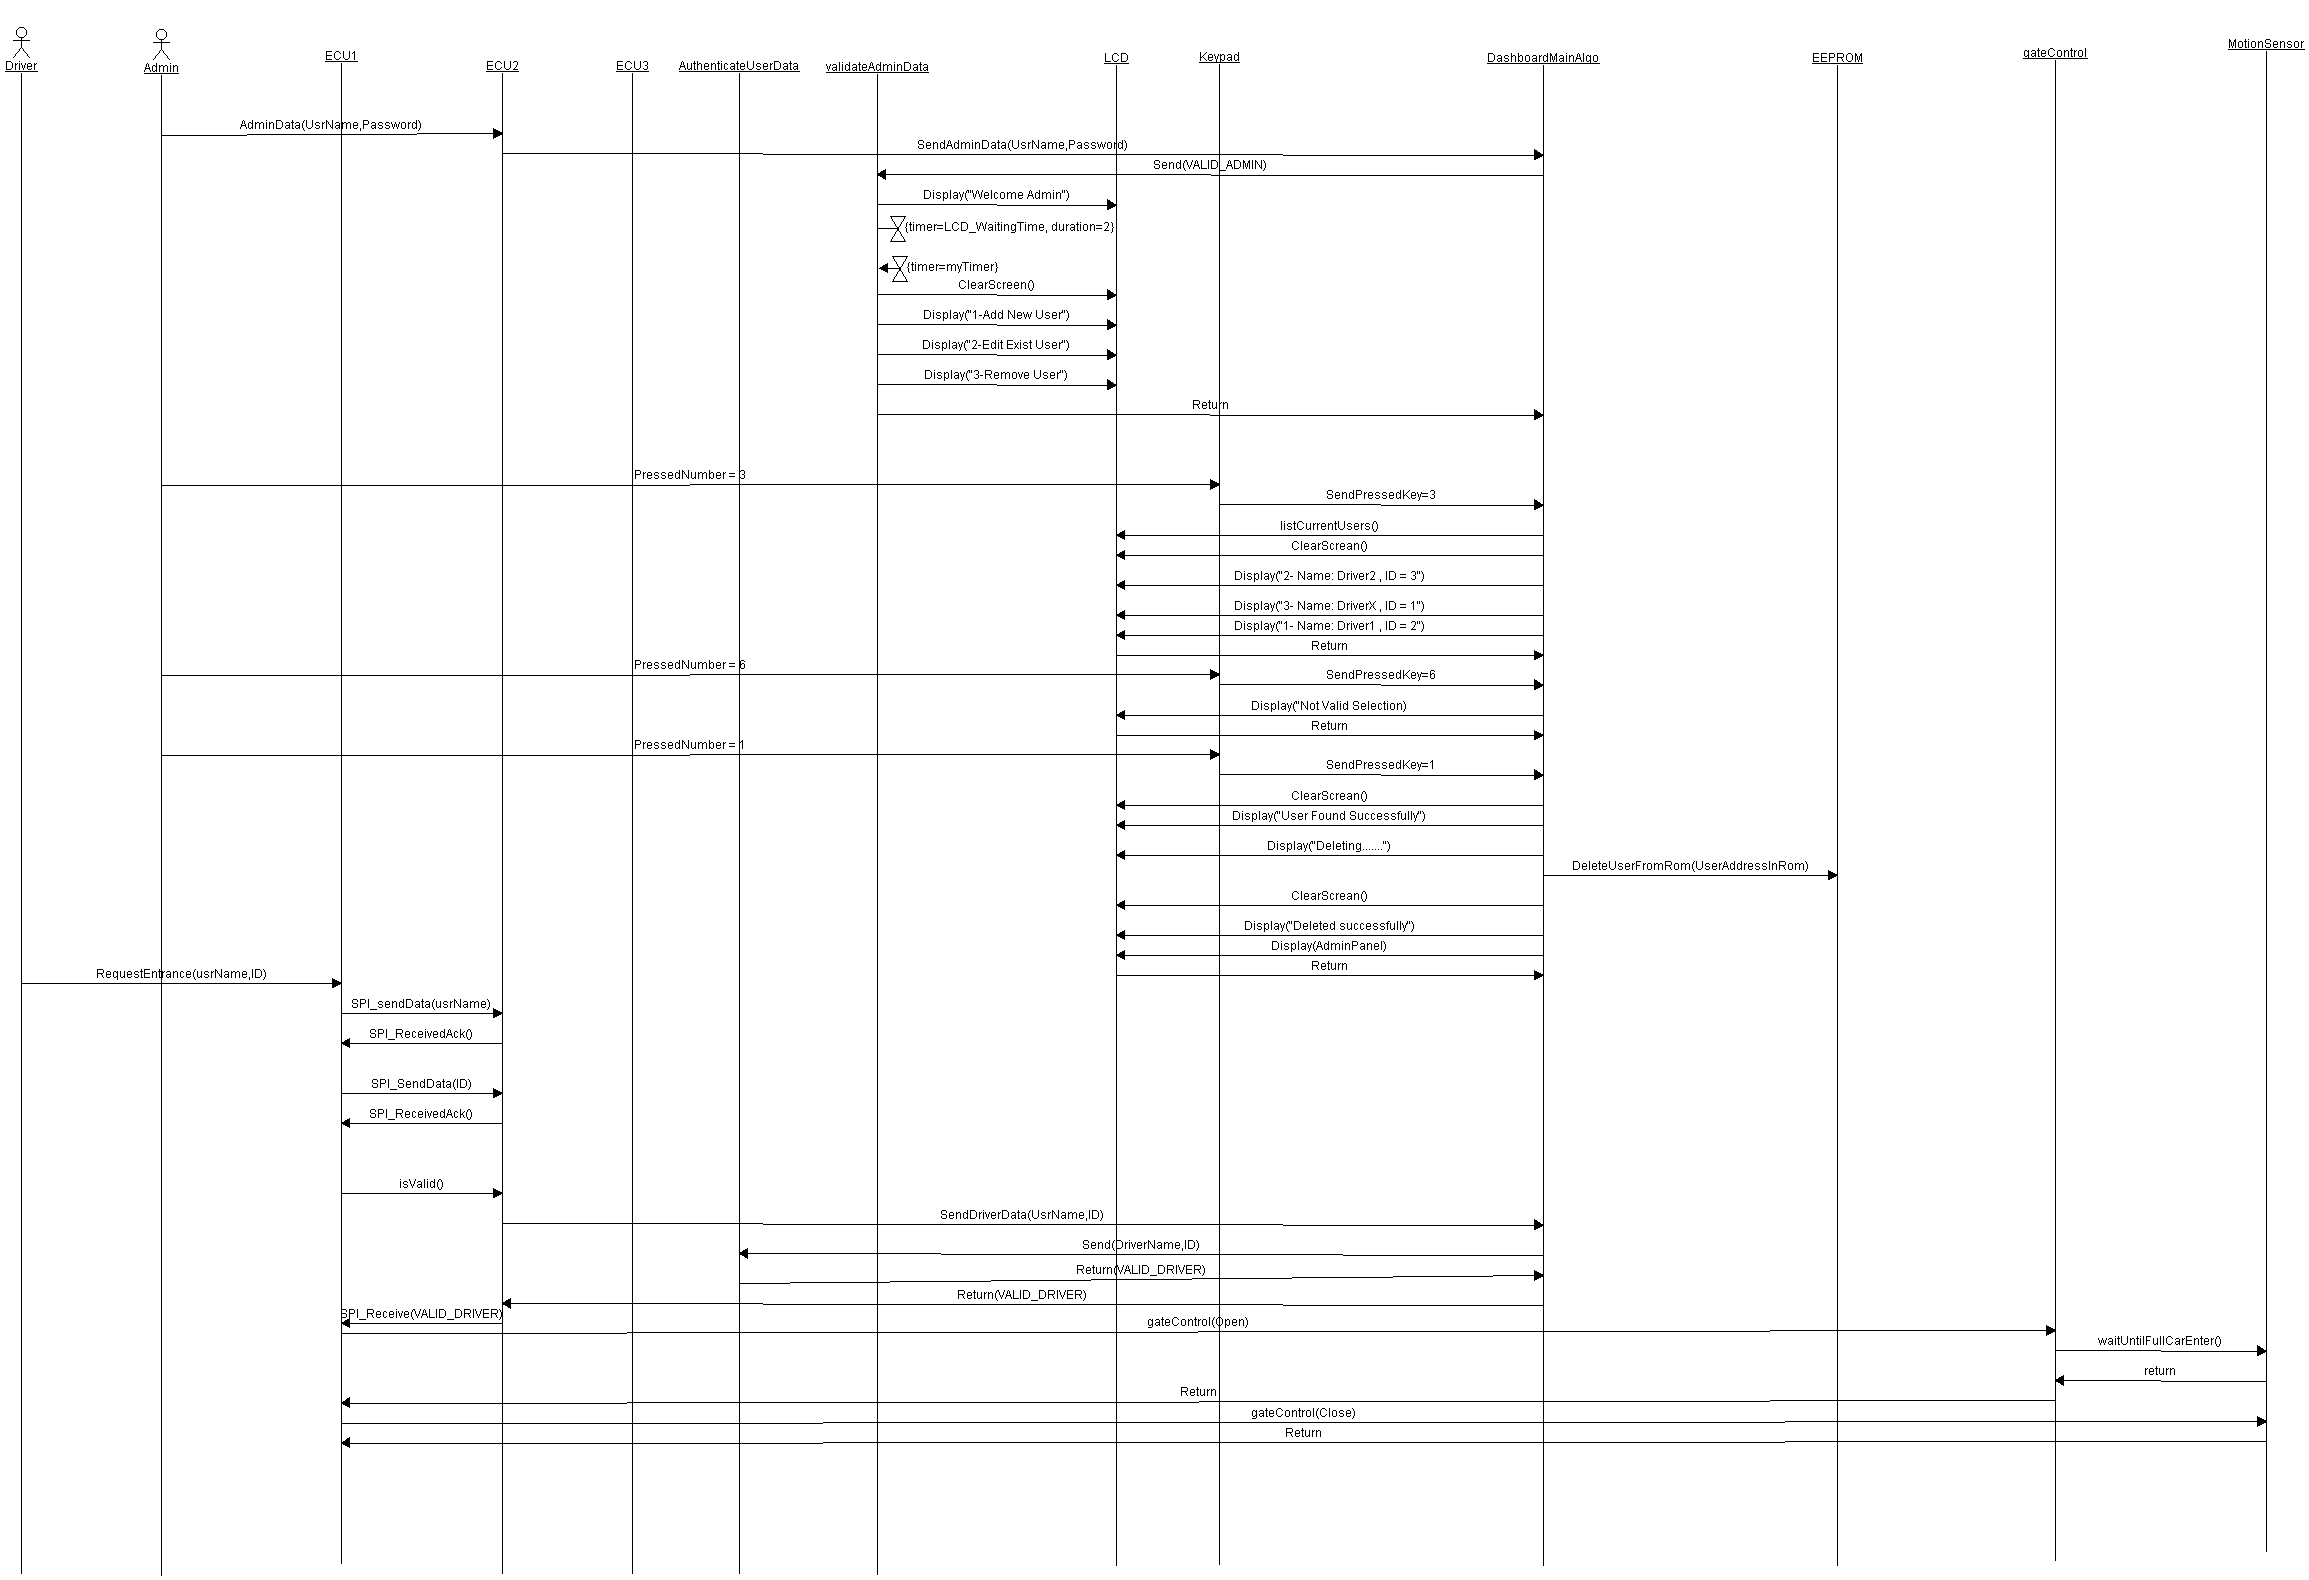 Driver
Admin
ECU1
ECU2
ECU3
AuthenticateUserData
validateAdminData
LCD
Keypad
DashboardMainAlgo
EEPROM
gateControl
MotionSensor
AdminData(UsrName,Password)
SendAdminData(UsrName,Password)
Send(VALID_ADMIN)
Display("Welcome Admin")
{timer=LCD_WaitingTime, duration=2}
{timer=myTimer}
ClearScreen()
Display("1-Add New User")
Display("2-Edit Exist User")
Display("3-Remove User")
Return
PressedNumber = 3
SendPressedKey=3
listCurrentUsers()
ClearScrean()
Display("2- Name: Driver2 , ID = 3")
Display("3- Name: DriverX , ID = 1")
Display("1- Name: Driver1 , ID = 2")
Return
PressedNumber = 6
SendPressedKey=6
Display("Not Valid Selection)
Return
PressedNumber = 1
SendPressedKey=1
ClearScrean()
Display("User Found Successfully")
Display("Deleting.......")
DeleteUserFromRom(UserAddressInRom)
ClearScrean()
Display("Deleted successfully")
Display(AdminPanel)
Return
RequestEntrance(usrName,ID)
SPI_sendData(usrName)
SPI_ReceivedAck()
SPI_SendData(ID)
SPI_ReceivedAck()
isValid()
SendDriverData(UsrName,ID)
Send(DriverName,ID)
Return(VALID_DRIVER)
Return(VALID_DRIVER)
SPI_Receive(VALID_DRIVER)
gateControl(Open)
waitUntilFullCarEnter()
return
Return
gateControl(Close)
Return